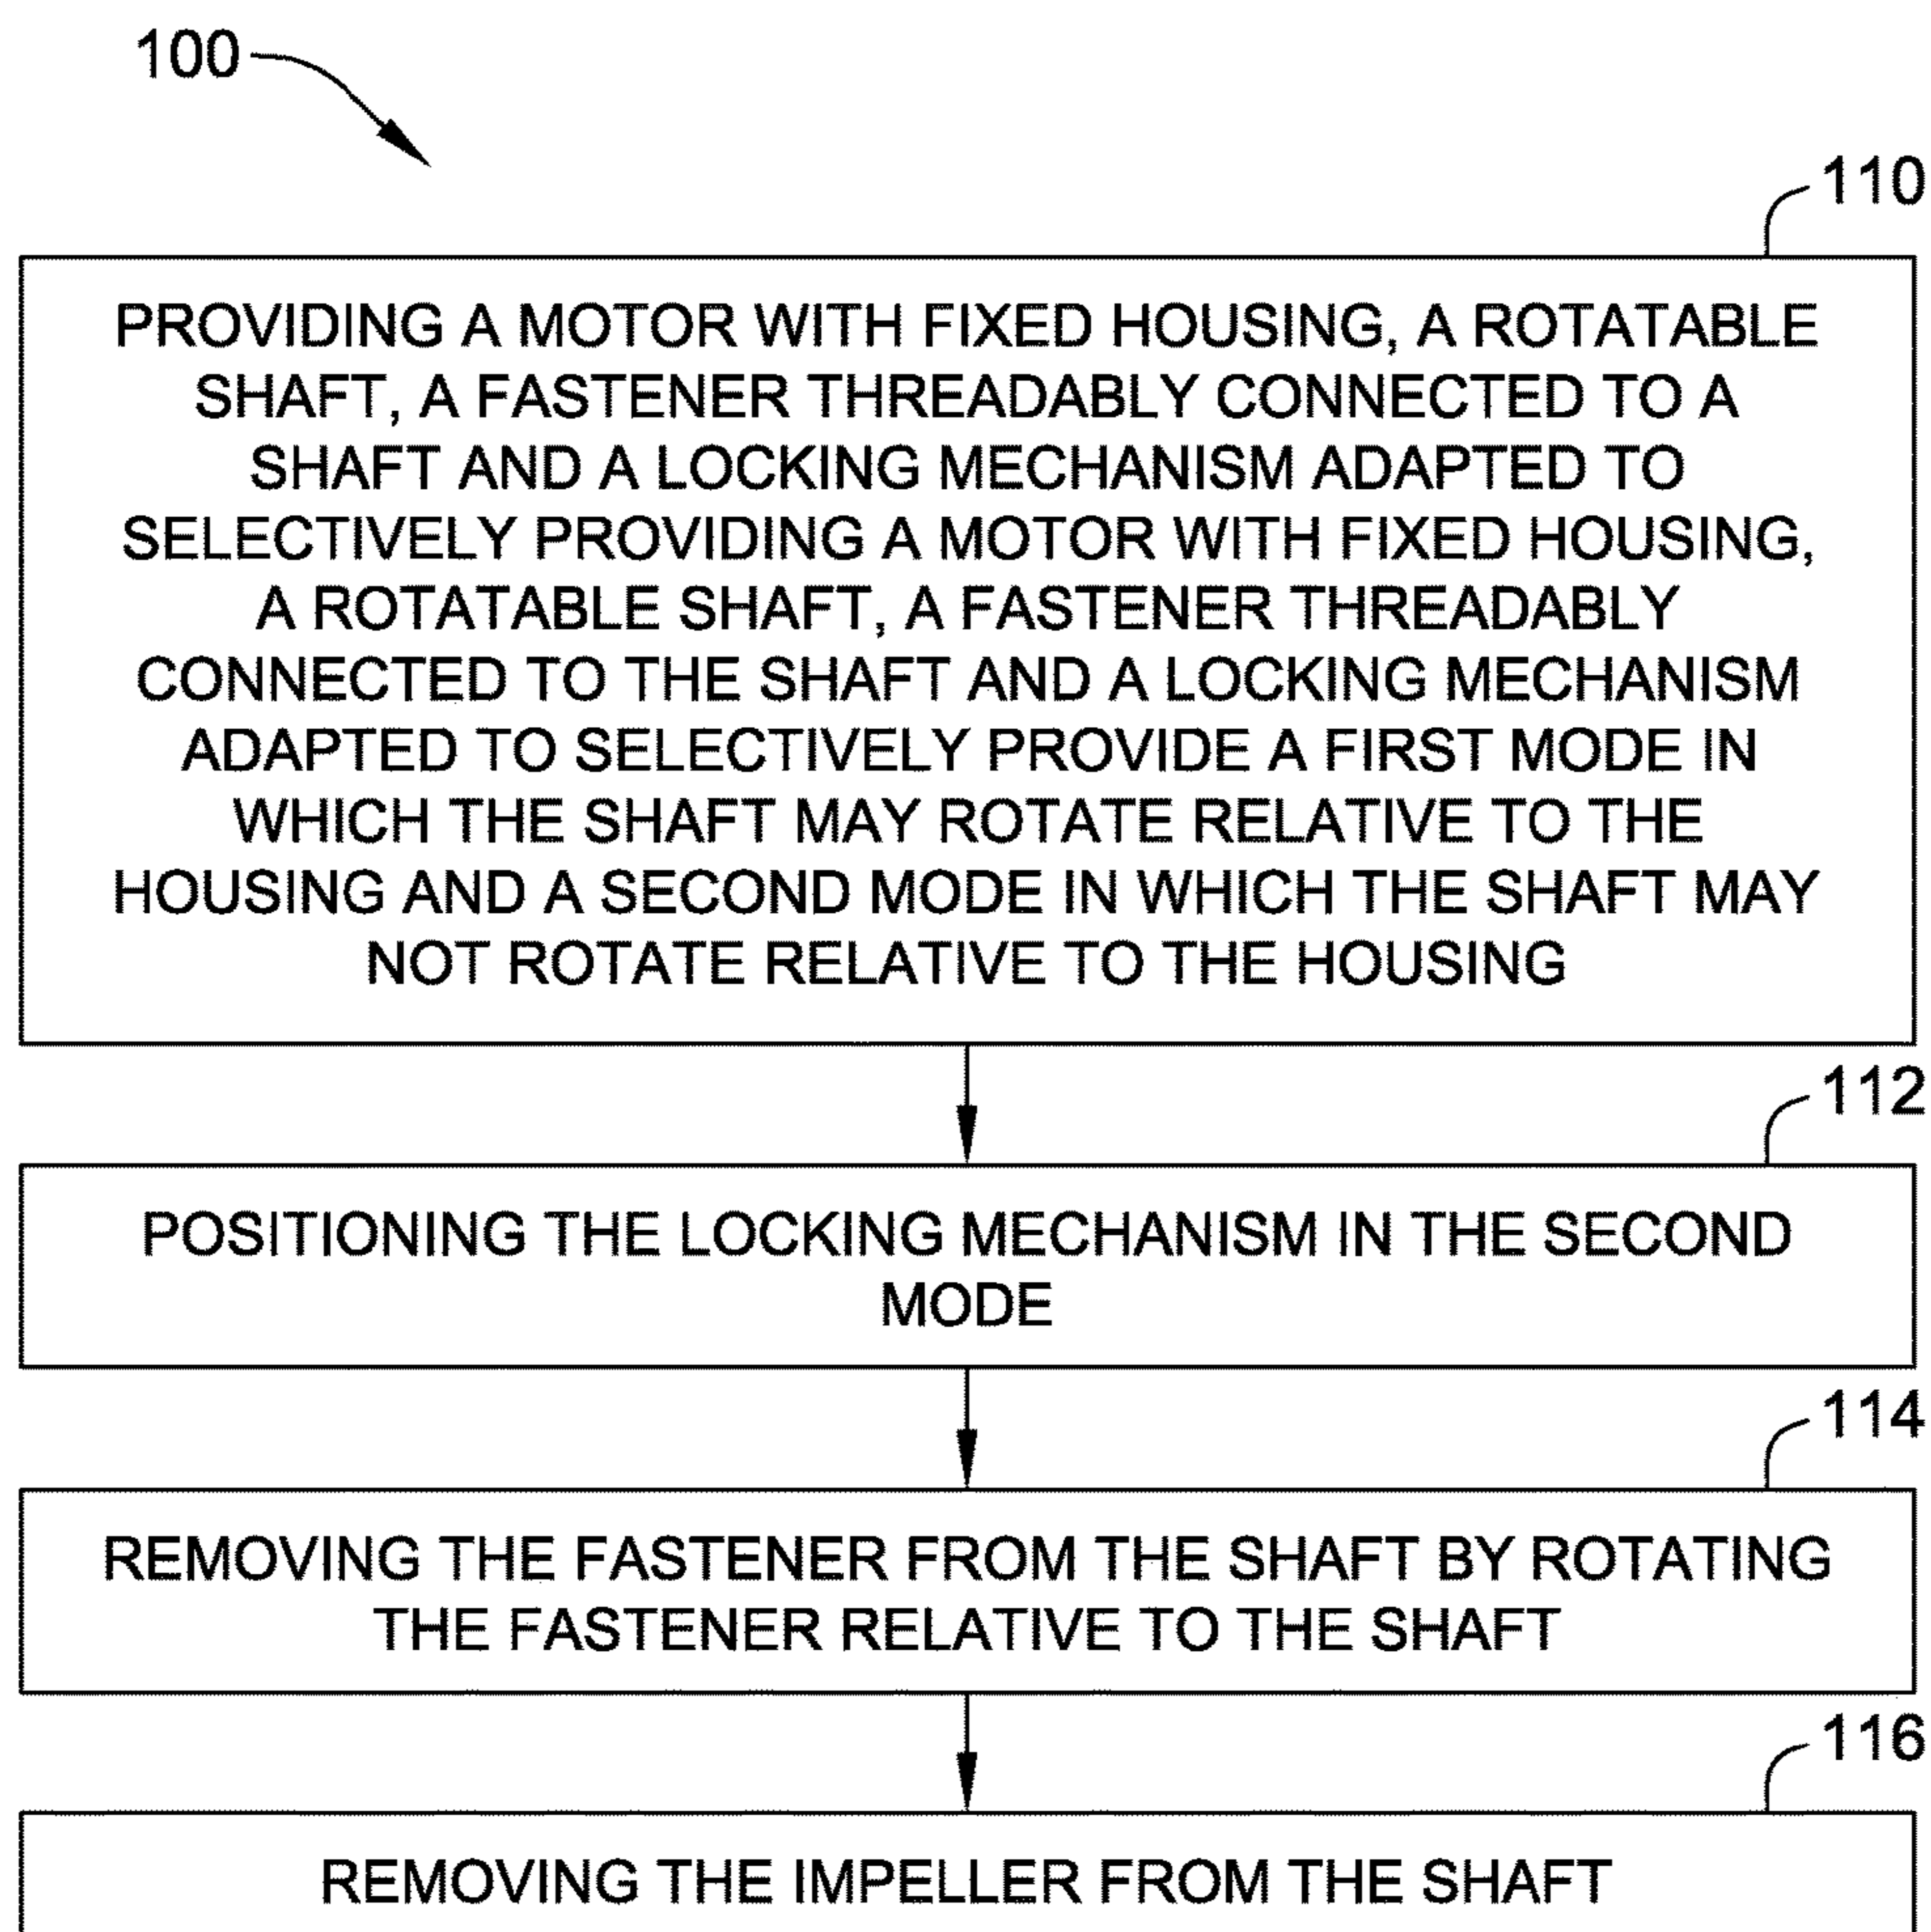 100
110
PROVIDING A MOTOR WITH FIXED HOUSING, A ROTATABLE
SHAFT, A FASTENER THREADABLY CONNECTED TO A
SHAFT AND A LOCKING MECHANISM ADAPTED TO
SELECTIVELY PROVIDING A MOTOR WITH FIXED HOUSING,
A ROTATABLE SHAFT, A FASTENER THREADABLY
CONNECTED TO THE SHAFT AND A LOCKING MECHANISM
ADAPTED TO SELECTIVELY PROVIDE A FIRST MODE IN
WHICH THE SHAFT MAY ROTATE RELATIVE TO THE
HOUSING AND A SECOND MODE IN WHICH THE SHAFT MAY
NOT ROTATE RELATIVE TO THE HOUSING
112
POSITIONING THE LOCKING MECHANISM IN THE SECOND
MODE
114
REMOVING THE FASTENER FROM THE SHAFT BY ROTATING
THE FASTENER RELATIVE TO THE SHAFT
116
REMOVING THE IMPELLER FROM THE SHAFT